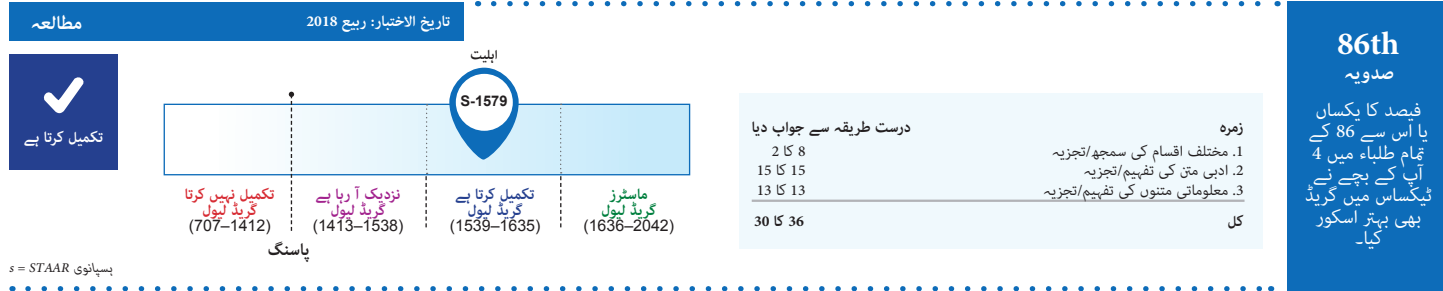 مطالعہ
تاریخ الاختبار: ربیع 2018
تکمیل کرتا ہے
اہلیت
S-1579
تکمیل نہیں کرتا
گریڈ لیول
(707–1412)
نزدیک آ رہا ہے
گریڈ لیول
(1413–1538)
تکمیل کرتا ہے
گریڈ لیول
(1539–1635)
ماسٹرز
گریڈ لیول
(1636–2042)
پاسنگ
s = STAAR ہسپانوی
زمرہ درست طریقہ سے جواب دیا
1. مختلف اقسام کی سمجھ/تجزیہ 8 کا 2
2. ادبی متن کی تفہیم/تجزیہ 15 کا 15
3. معلوماتی متنوں کی تفہیم/تجزیہ 13 کا 13
کل 36 کا 30
86th
صدویہ
فیصد کا یکساں
یا اس سے 86 کے
تمام طلباء میں 4
آپ کے بچے نے
ٹیکساس میں گریڈ
بھی بہتر اسکور
کیا۔